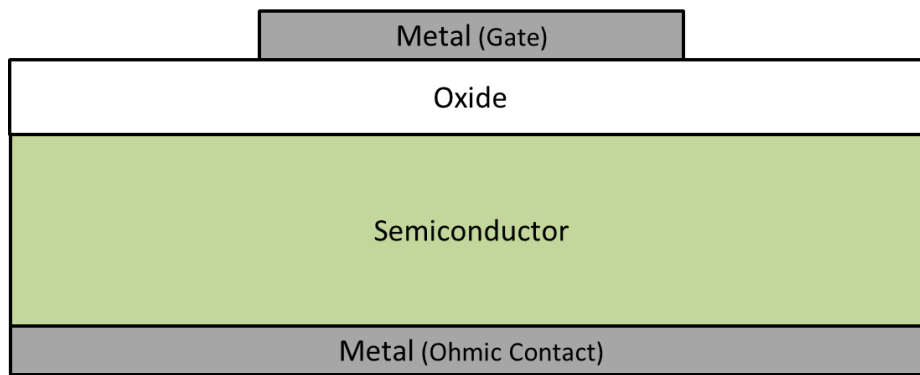 Metal (Gate)
Oxide
Semiconductor
Metal (Ohmic Contact)